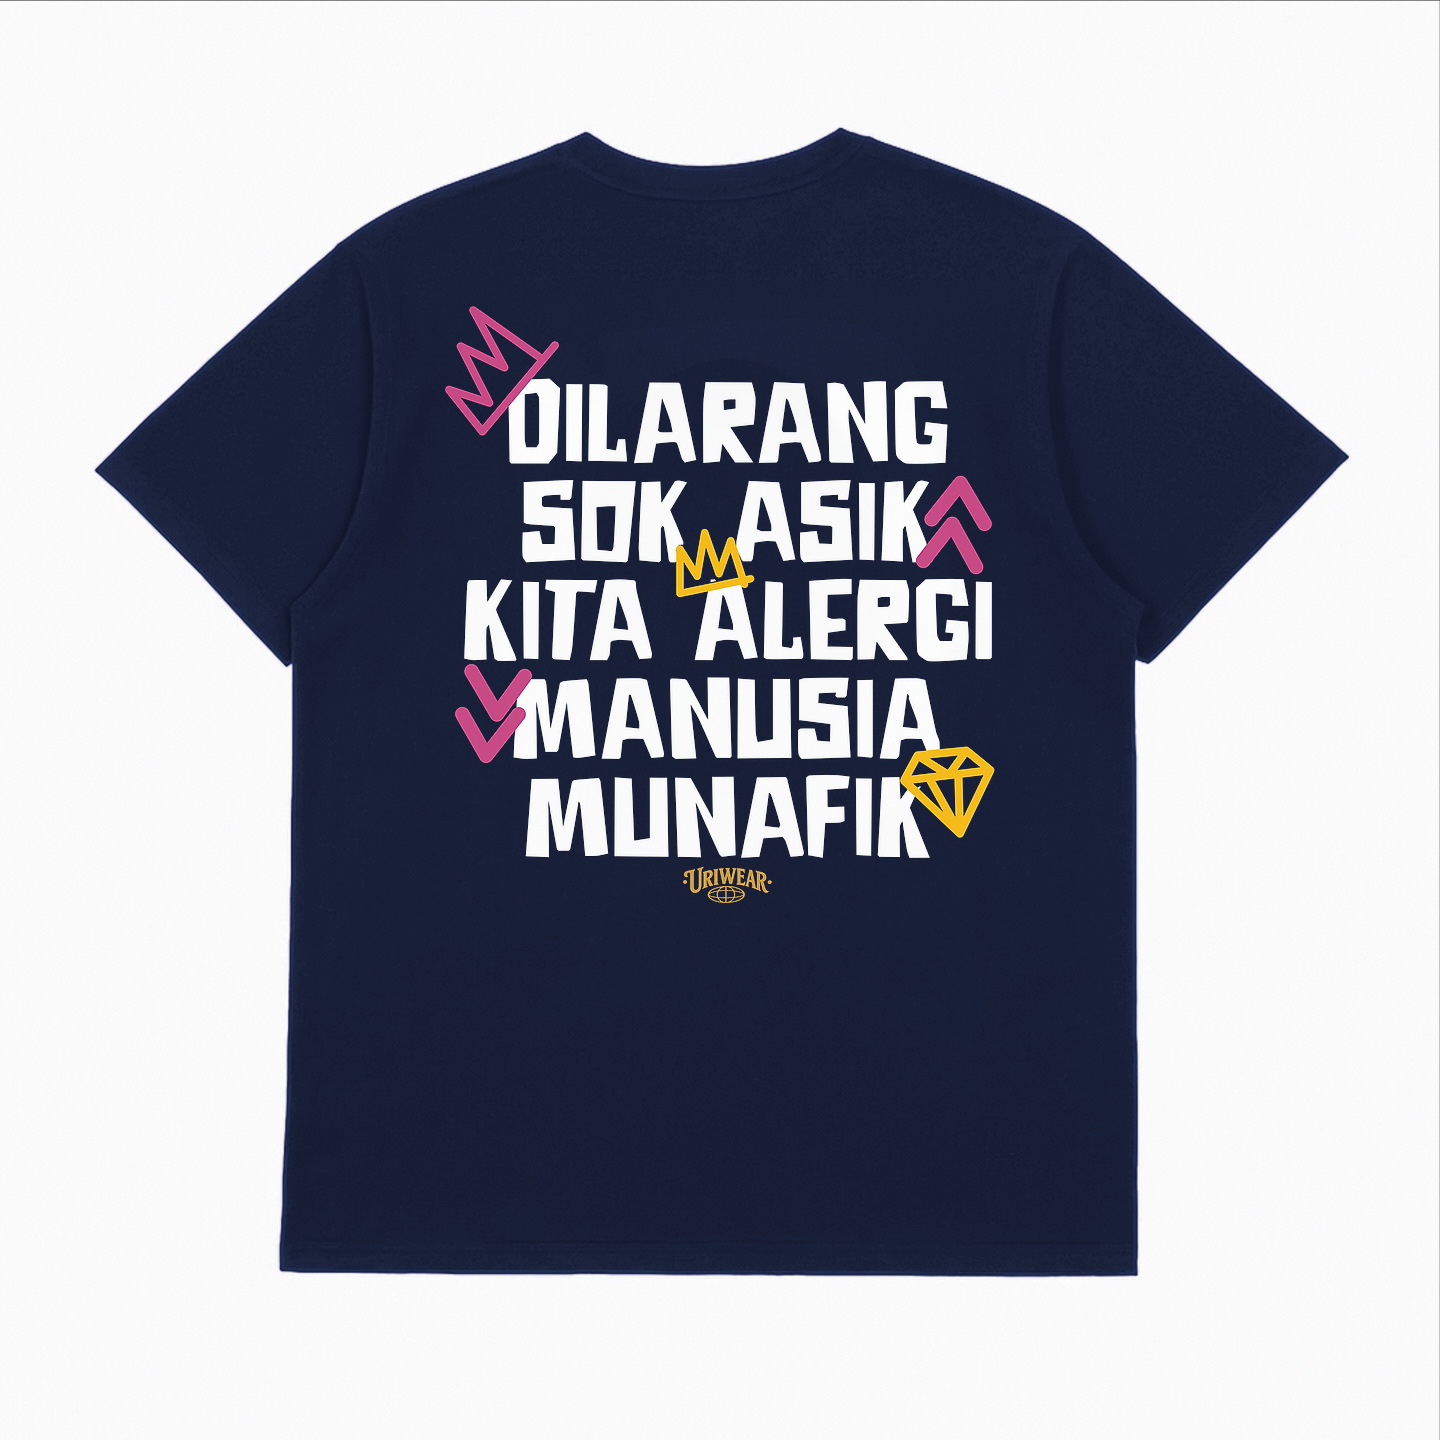 DILARANG
SOK ASIK
KITA ALERGI
MANUSIA
MUNAFIK
·URIWEAR·